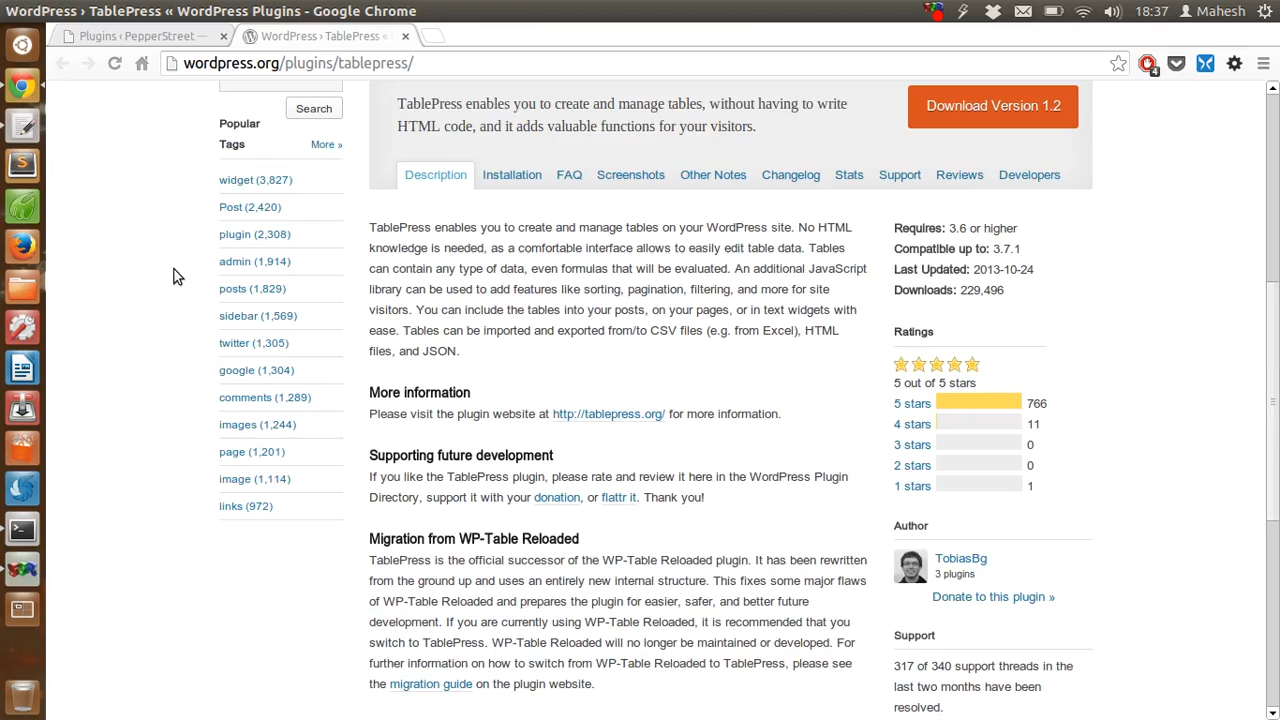 WordPress › TablePress « WordPress Plugins - Google Chrome
18:37 Mahesh
Plugins ‹ PepperStreet —
WordPress › TablePress «
wordpress.org/plugins/tablepress/
4
Search
Popular
Tags
More »
widget (3,827)
Post (2,420)
plugin (2,308)
admin (1,914)
posts (1,829)
sidebar (1,569)
twitter (1,305)
google (1,304)
comments (1,289)
images (1,244)
page (1,201)
image (1,114)
links (972)
TablePress enables you to create and manage tables, without having to write
HTML code, and it adds valuable functions for your visitors.
Download Version 1.2
Description Installation FAQ Screenshots Other Notes Changelog Stats Support Reviews Developers
TablePress enables you to create and manage tables on your WordPress site. No HTML
knowledge is needed, as a comfortable interface allows to easily edit table data. Tables
can contain any type of data, even formulas that will be evaluated. An additional JavaScript
library can be used to add features like sorting, pagination, filtering, and more for site
visitors. You can include the tables into your posts, on your pages, or in text widgets with
ease. Tables can be imported and exported from/to CSV files (e.g. from Excel), HTML
files, and JSON.
More information
Please visit the plugin website at http://tablepress.org/ for more information.
Supporting future development
If you like the TablePress plugin, please rate and review it here in the WordPress Plugin
Directory, support it with your donation, or flattr it. Thank you!
Migration from WP-Table Reloaded
TablePress is the official successor of the WP-Table Reloaded plugin. It has been rewritten
from the ground up and uses an entirely new internal structure. This fixes some major flaws
of WP-Table Reloaded and prepares the plugin for easier, safer, and better future
development. If you are currently using WP-Table Reloaded, it is recommended that you
switch to TablePress. WP-Table Reloaded will no longer be maintained or developed. For
further information on how to switch from WP-Table Reloaded to TablePress, please see
the migration guide on the plugin website.
Requires: 3.6 or higher
Compatible up to: 3.7.1
Last Updated: 2013-10-24
Downloads: 229,496
Ratings
5 out of 5 stars
5 stars 766
4 stars 11
3 stars 0
2 stars 0
1 stars 1
Author
TobiasBg
3 plugins
Donate to this plugin »
Support
317 of 340 support threads in the
last two months have been
resolved.